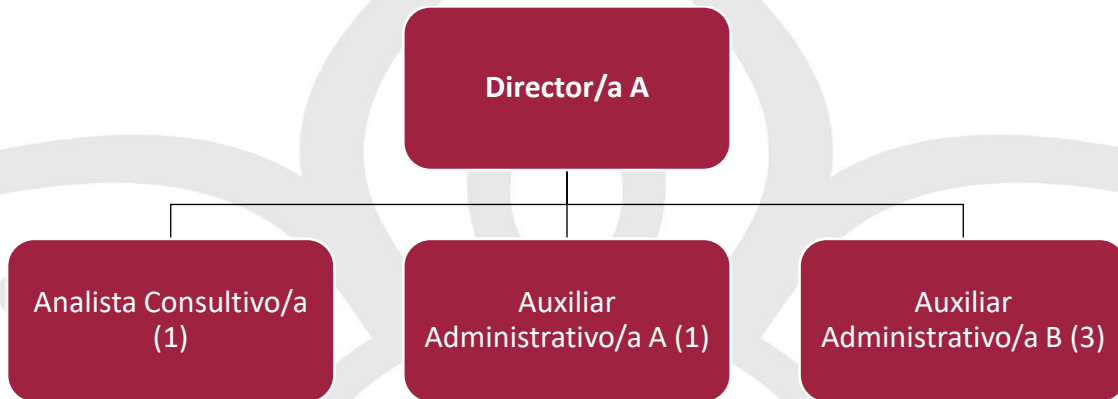 Director/a A
Analista Consultivo/a
(1)
Auxiliar
Administrativo/a A (1)
Auxiliar
Administrativo/a B (3)